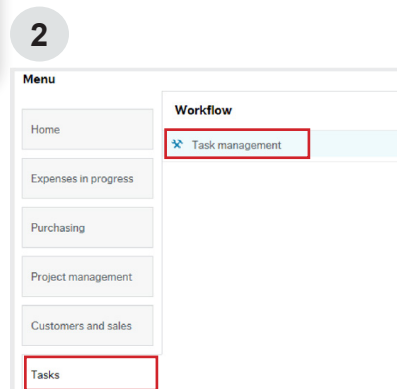 2
Menu
Home
Expenses in progress
Purchasing
Project management
Customers and sales
Tasks
Workflow
Task management